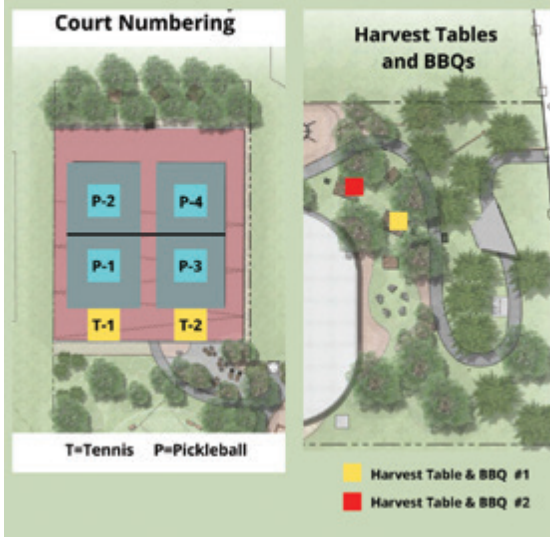 Court Numbering
P-2 P-4
P-1 P-3
T-1 T-2
T=Tennis P=Pickleball
Harvest Tables
and BBQs
Harvest Table & BBQ #1
Harvest Table & BBQ #2